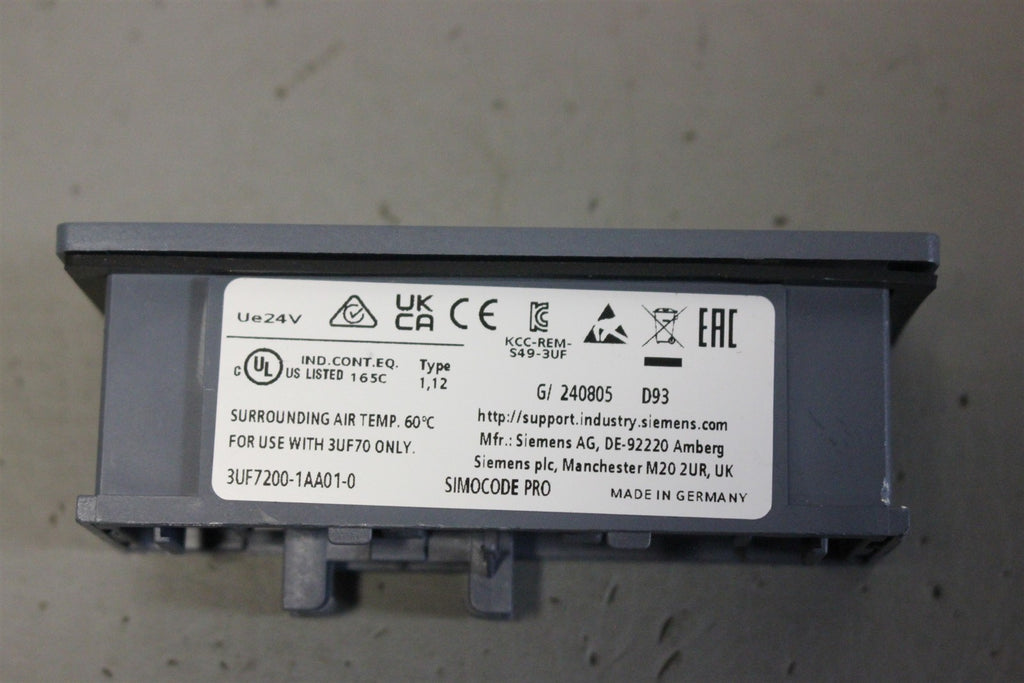 Ue24V
UK
CA
CE
KCC-REM-
S49-3UF
EAC
C UL US LISTED
IND.CONT.EQ.
165C
Type
1,12
SURROUNDING AIR TEMP. 60°C
FOR USE WITH 3UF70 ONLY.
3UF7200-1AA01-0
G/ 240805 D93
http://support.industry.siemens.com
Mfr.: Siemens AG, DE-92220 Amberg
Siemens plc, Manchester M20 2UR, UK
SIMOCODE PRO
MADE IN GERMANY